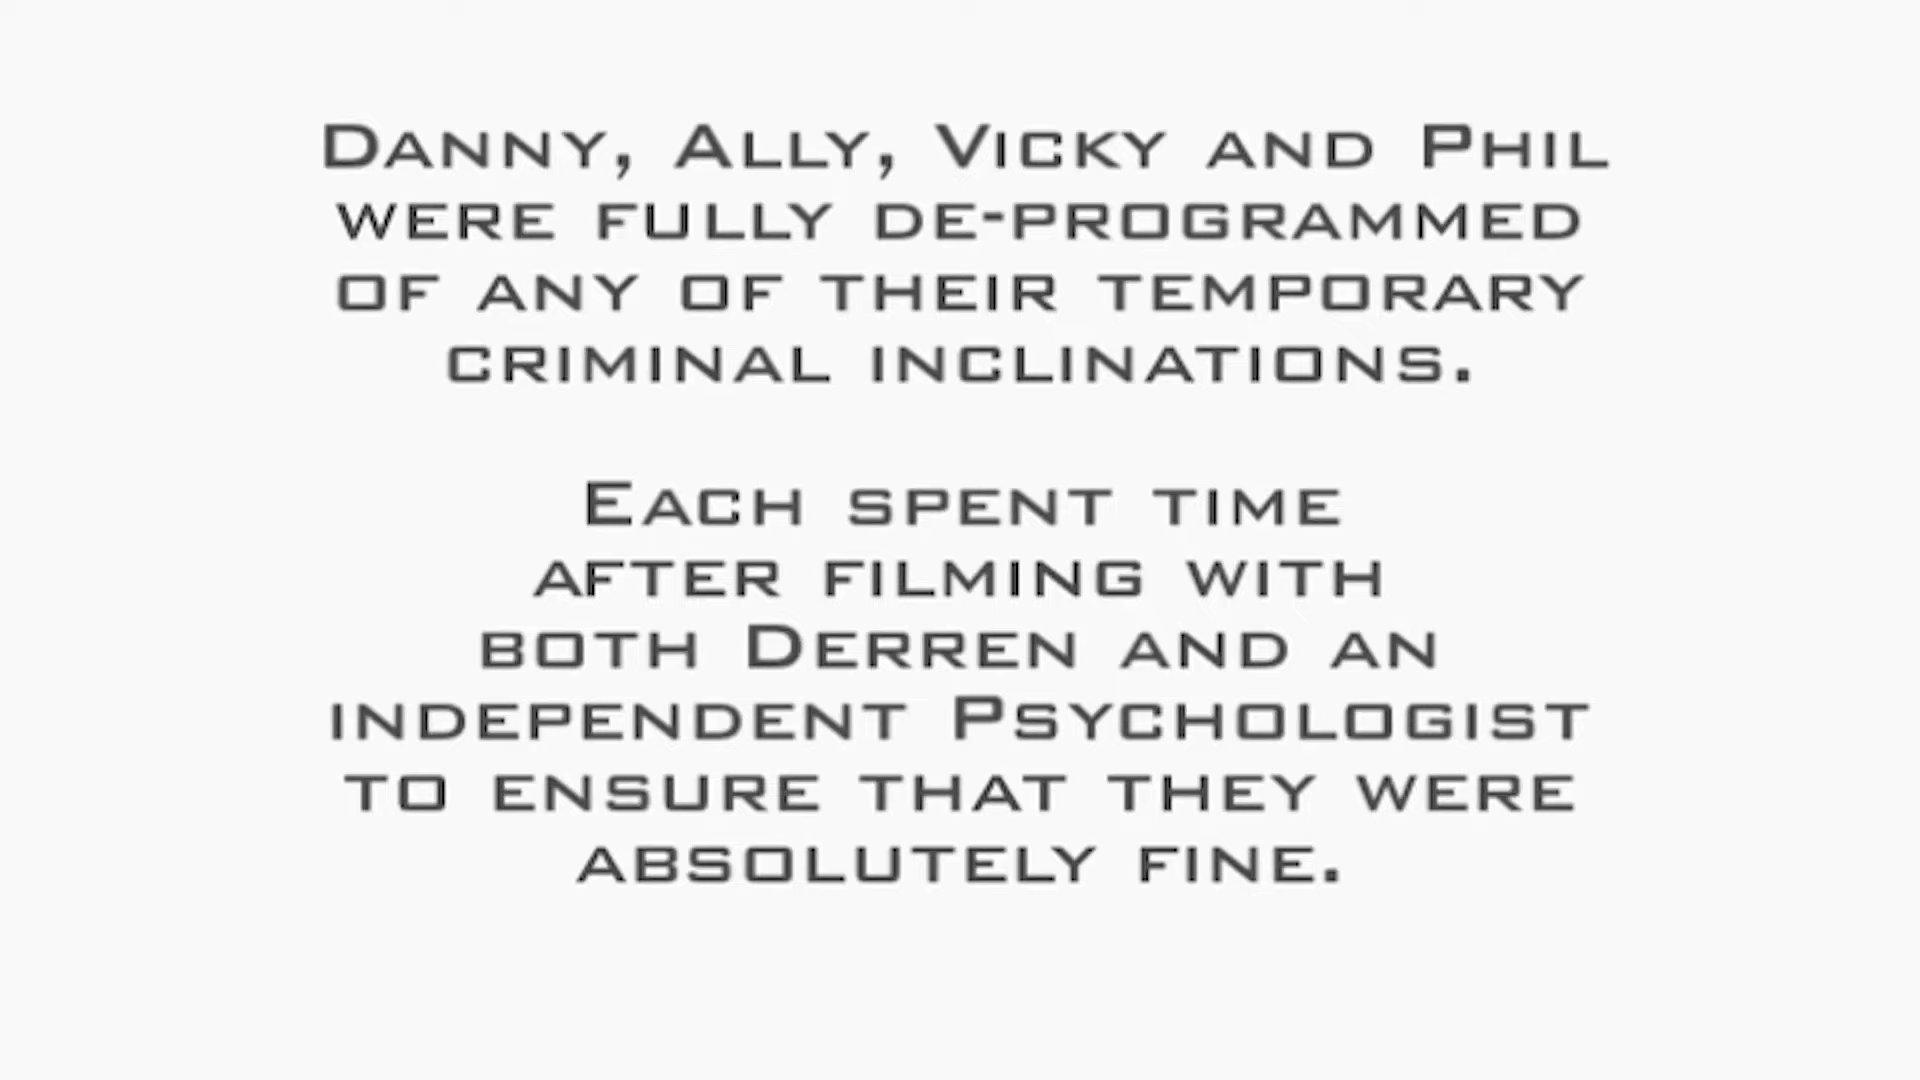 Danny, Ally, Vicky and Phil
were fully de-programmed
of any of their temporary
criminal inclinations.
Each spent time
after filming with
both Derren and an
independent Psychologist
to ensure that they were
absolutely fine.